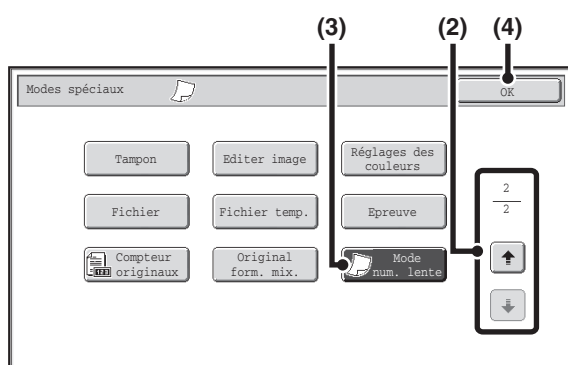 (3) (2) (4)
Modes spéciaux
OK
Tampon
Editer image
Réglages des
couleurs
2
2
Fichier
Fichier temp.
Epreuve
Compteur
originaux
Original
form. mix.
Mode
num. lente